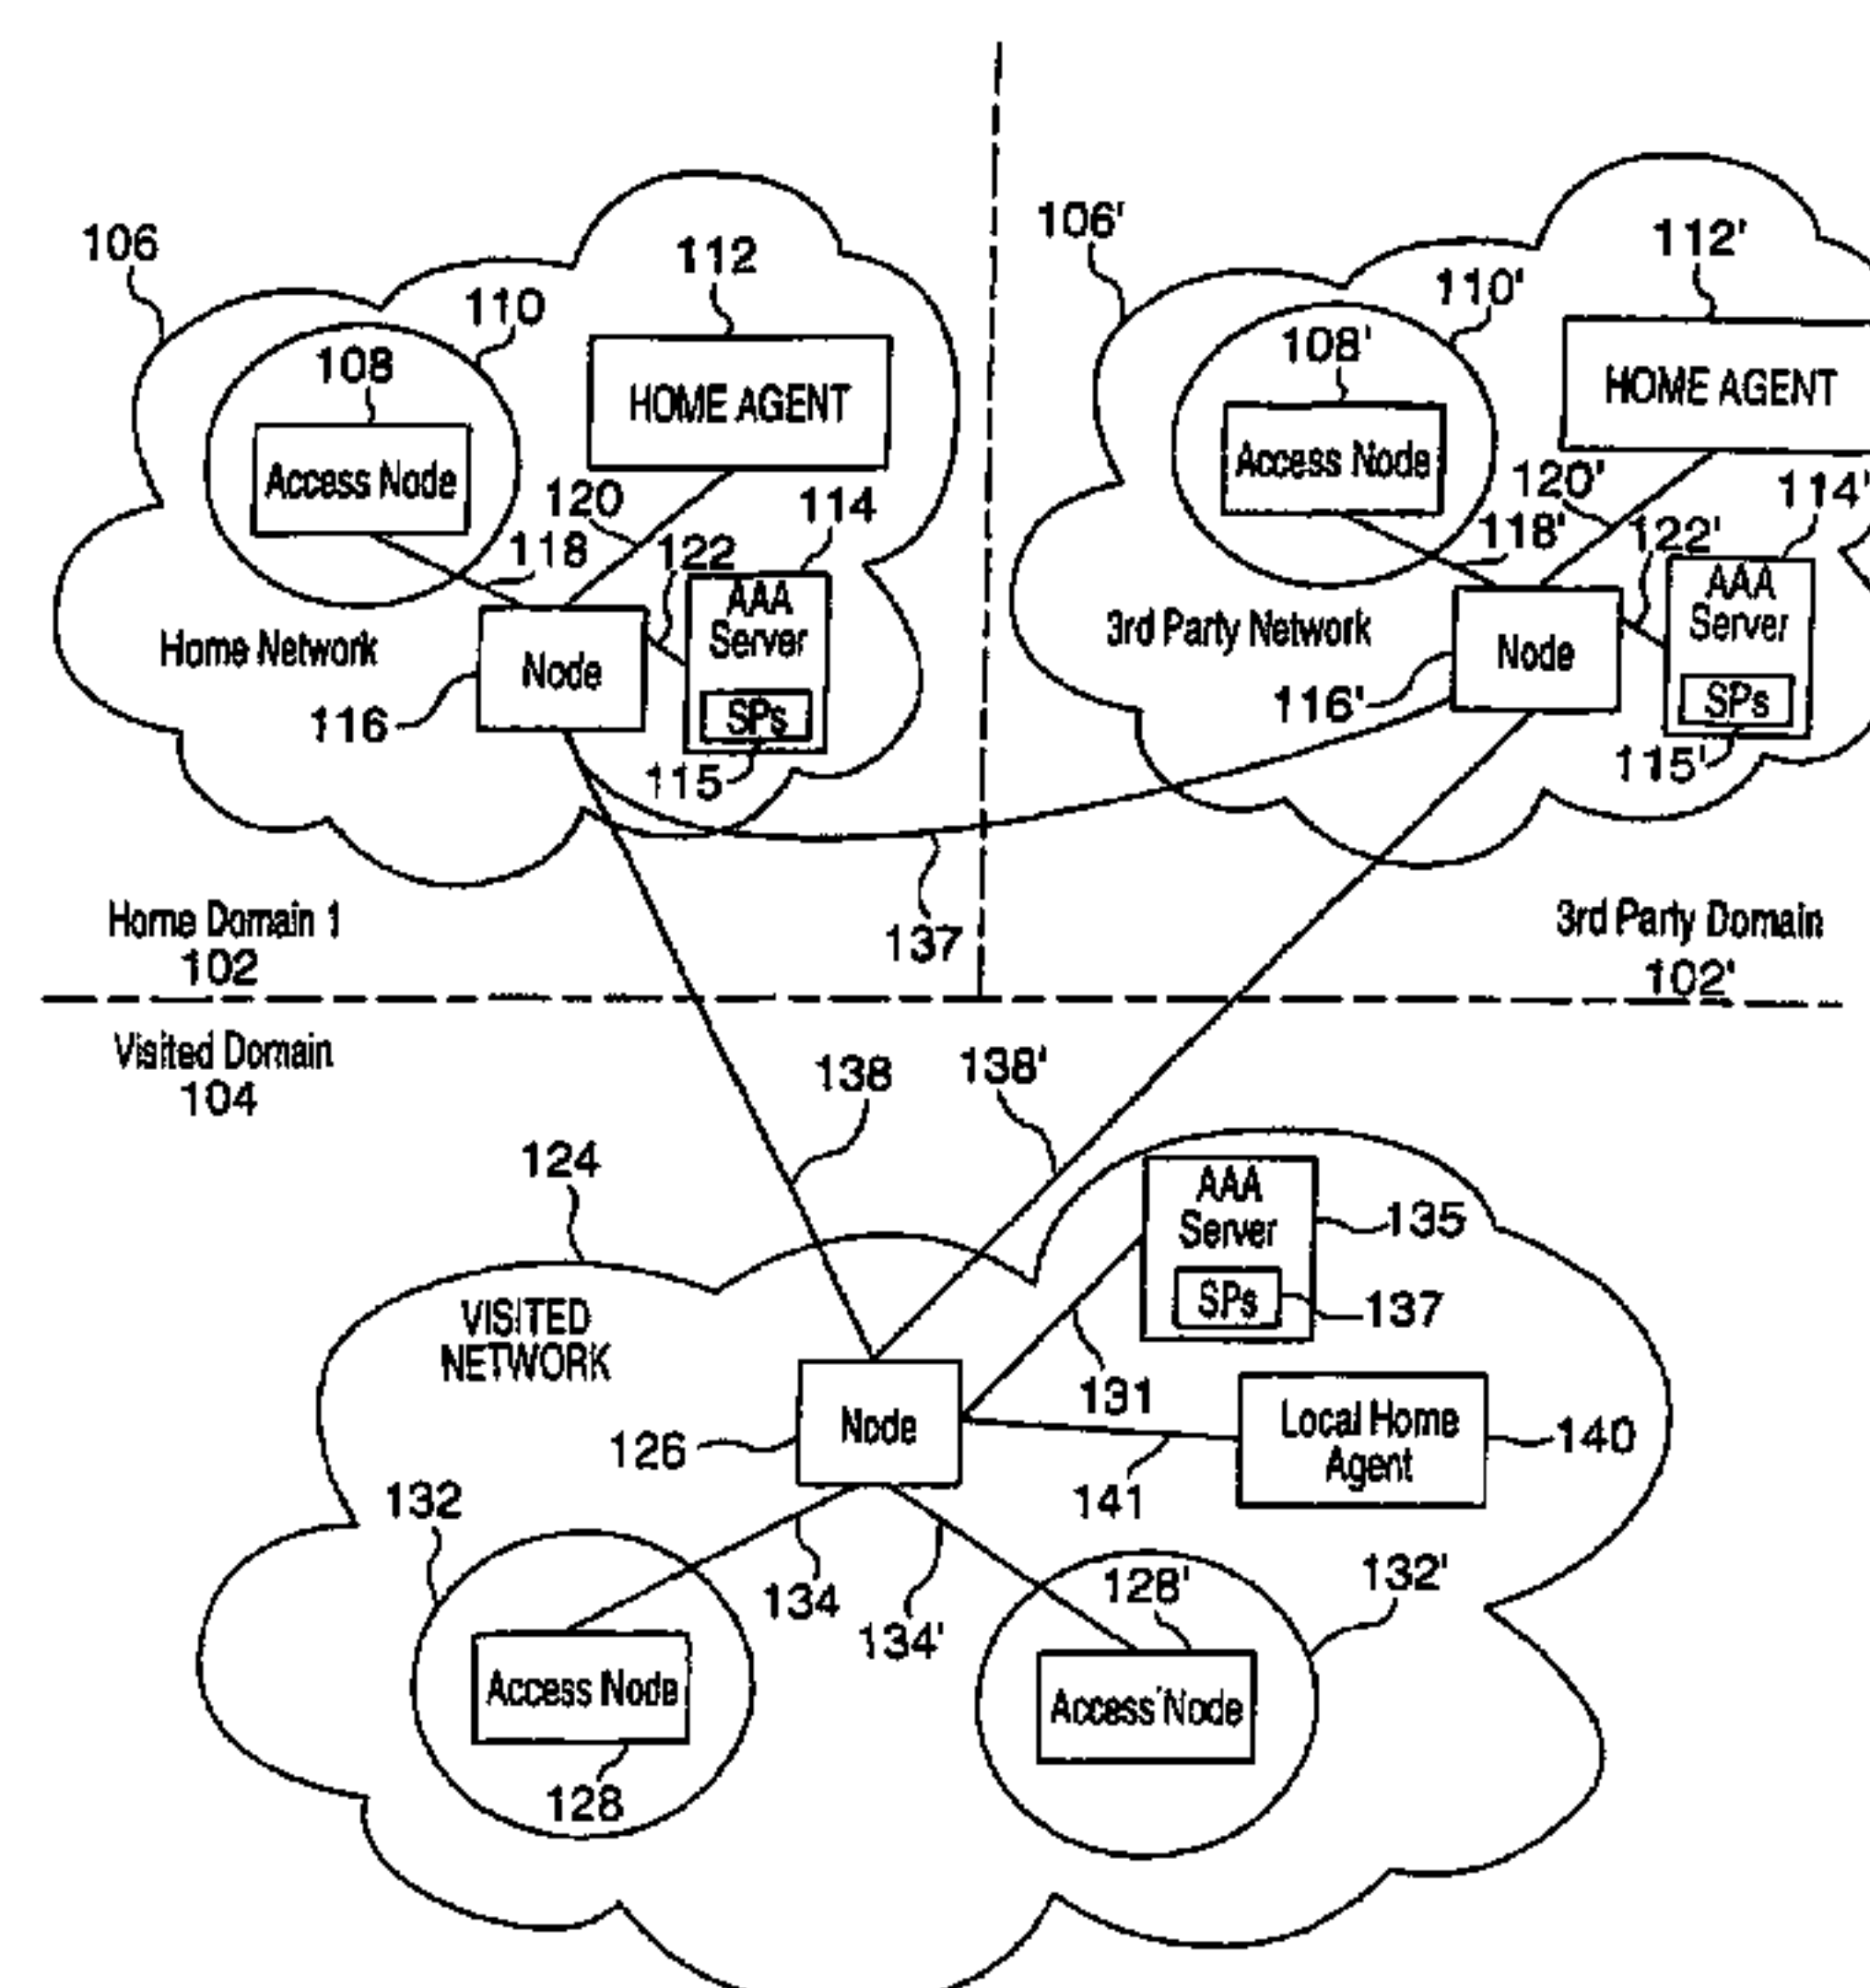 106
110
112
108
HOME AGENT
Access Node
120
114
118
122
AAA
Server
Home Network
Node
SPs
116
115
106'
112'
110'
108'
HOME AGENT
Access Node
120'
114'
118'
122'
AAA
Server
3rd Party Network
Node
SPs
116'
115'
137
Home Domain 1
102
3rd Party Domain
102'
Visited Domain
104
138
138'
124
AAA
Server
135
SPs
137
VISITED
NETWORK
131
Node
126
Local Home
Agent
140
141
132
134
134'
128'
132'
Access Node
Access Node
128